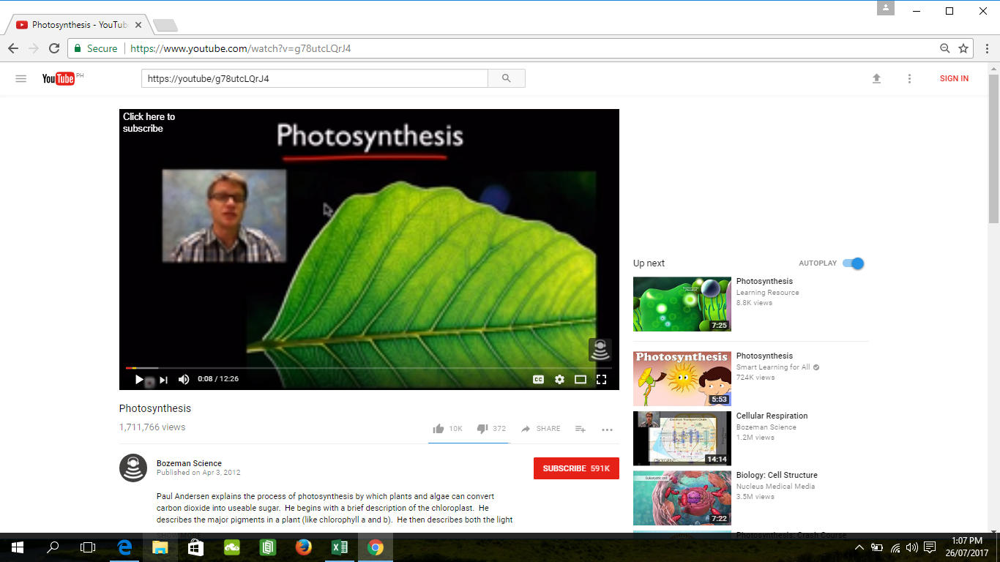 Photosynthesis - YouTub
Secure https://www.youtube.com/watch?v=g78utcLQrJ4
YouTube PH
https://youtube/g78utcLQrJ4
SIGN IN
Click here to
subscribe
Photosynthesis
0:08 / 12:26
CC
Photosynthesis
1,711,766 views
10K 372 SHARE
Bozeman Science
Published on Apr 3, 2012
SUBSCRIBE 591K
Paul Andersen explains the process of photosynthesis by which plants and algae can convert
carbon dioxide into useable sugar. He begins with a brief description of the chloroplast. He
describes the major pigments in a plant (like chlorophyll a and b). He then describes both the light
Up next
AUTOPLAY
7:25
Photosynthesis
Learning Resource
8.8K views
Photosynthesis
5:53
Photosynthesis
Smart Learning for All
724K views
14:14
Cellular Respiration
Bozeman Science
1.2M views
Eukaryotic cell
7:22
Biology: Cell Structure
Nucleus Medical Media
3.5M views
Photosynthesis: Crash Course
1:07 PM
26/07/2017